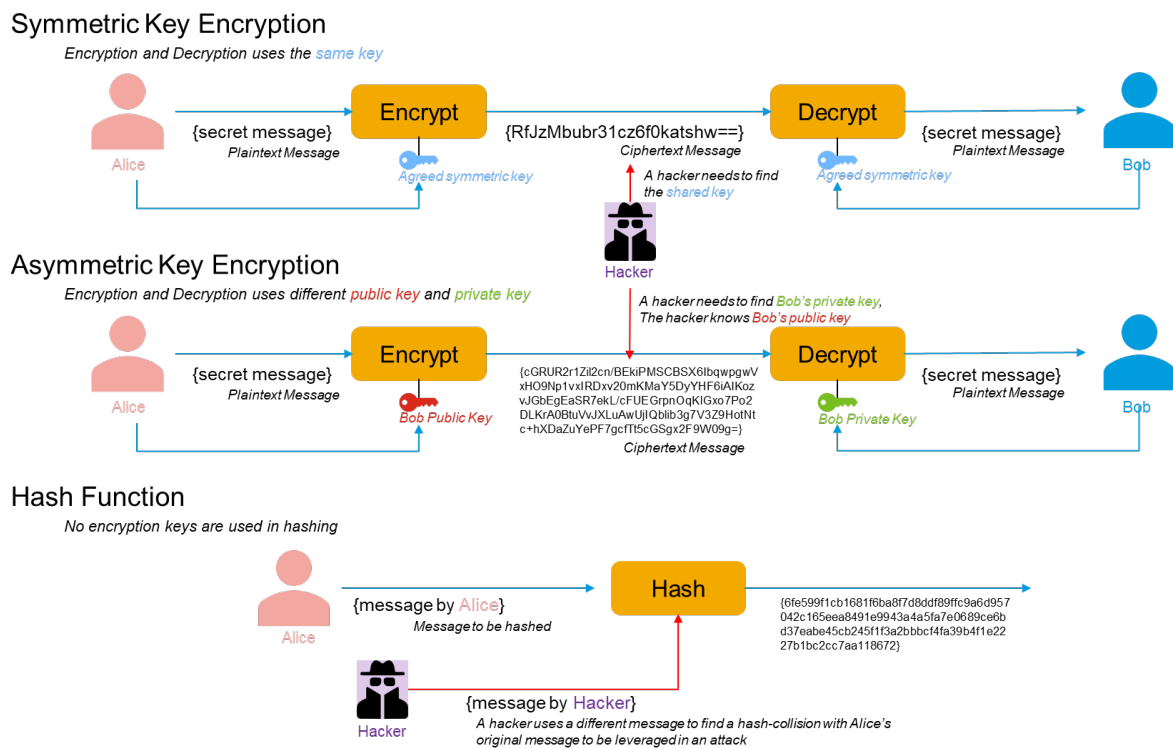 Symmetric Key Encryption
Encryption and Decryption uses the same key
Encrypt
Decrypt
{secret message}
Plaintext Message
{RfJzMbubr31cz6f0katshw==}
Ciphertext Message
{secret message}
Plaintext Message
Alice
Agreed symmetric key
A hacker needs to find
the shared key
Agreed symmetric key
Bob
Hacker
Asymmetric Key Encryption
Encryption and Decryption uses different public key and private key
A hacker needs to find Bob's private key,
The hacker knows Bob's public key
Encrypt
Decrypt
{secret message}
Plaintext Message
{cGRUR2r1Zil2cn/BEkiPMSCBSX6IbqwpgwV
xHO9Np1vxIRDxv20mKMaY5DyYHF6iAIKoz
vJGbEgEaSR7ekL/cFUEGrpnOqKIGxo7Po2
DLKrA0BtuVvJXLuAwUjIQblib3g7V3Z9HotNt
c+hXDaZuYePF7gcfTt5cGSgx2F9W09g=}
Ciphertext Message
{secret message}
Plaintext Message
Alice
Bob Public Key
Bob Private Key
Bob
Hash Function
No encryption keys are used in hashing
Hash
{message by Alice}
Message to be hashed
Alice
{6fe599f1cb1681f6ba8f7d8ddf89ffc9a6d957
042c165eea8491e9943a4a5fa7e0689ce6b
d37eabe45cb245f1f3a2bbbcf4fa39b4f1e22
27b1bc2cc7aa118672}
{message by Hacker}
A hacker uses a different message to find a hash-collision with Alice's
original message to be leveraged in an attack
Hacker